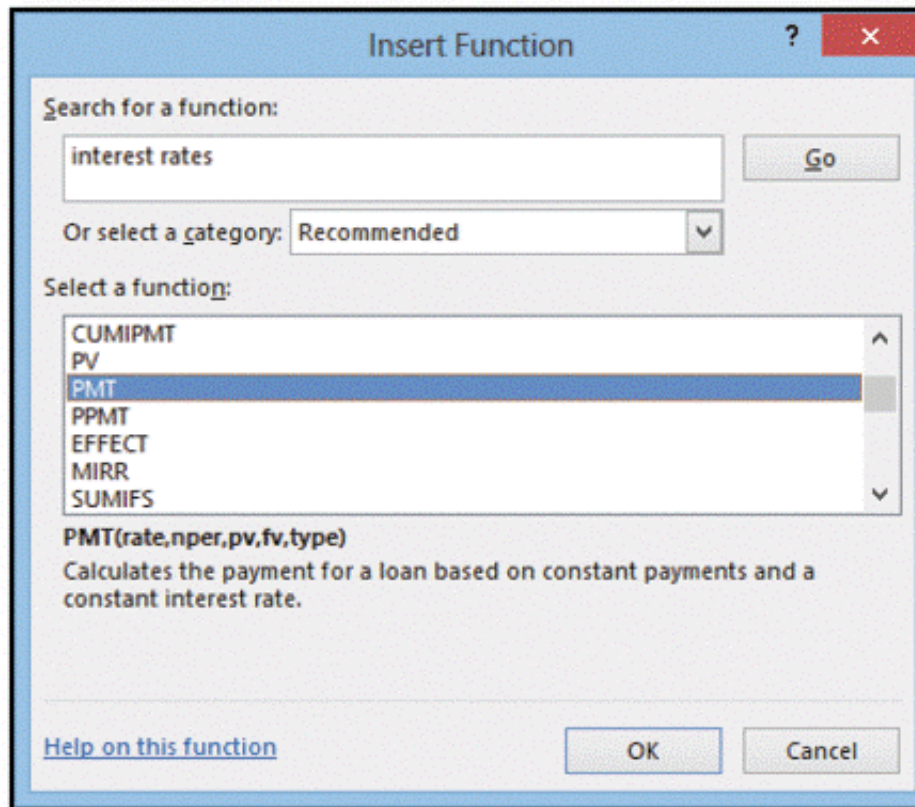 Insert Function
?
Search for a function:
interest rates
Go
Or select a category: Recommended
Select a function:
CUMIPMT
PV
PMT
PPMT
EFFECT
MIRR
SUMIFS
PMT(rate,nper,pv,fv,type)
Calculates the payment for a loan based on constant payments and a
constant interest rate.
Help on this function
OK
Cancel